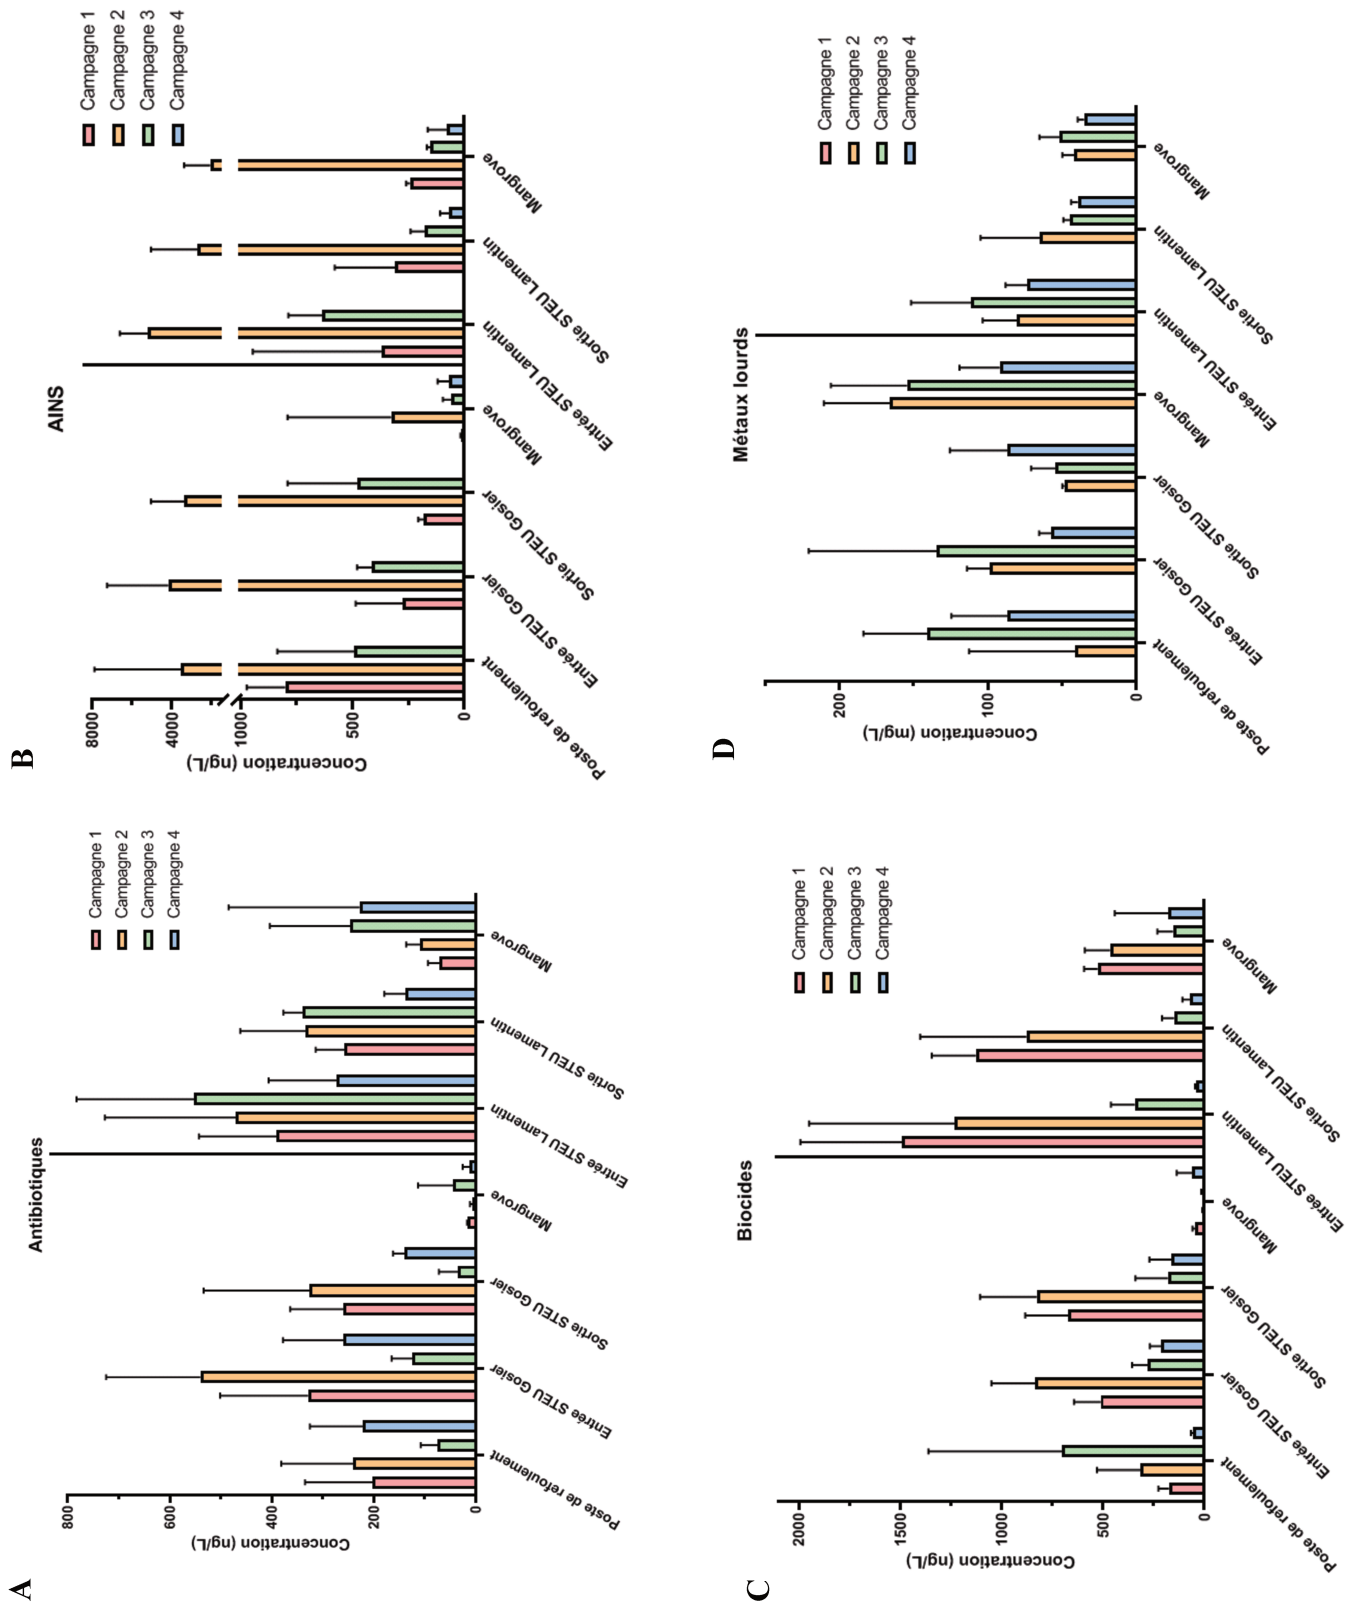 A
Antibiotiques
Campagne 1
Campagne 2
Campagne 3
Campagne 4
Concentration (ng/L)
800
600
400
200
0
Poste de refoulement
Entrée STEU Gosier
Sortie STEU Gosier
Mangrove
Entrée STEU Lamentin
Sortie STEU Lamentin
Mangrove
B
AINS
Campagne 1
Campagne 2
Campagne 3
Campagne 4
Concentration (ng/L)
8000
4000
1000
5000
0
Poste de refoulement
Entrée STEU Gosier
Sortie STEU Gosier
Mangrove
Entrée STEU Lamentin
Sortie STEU Lamentin
Mangrove
C
Biocides
Campagne 1
Campagne 2
Campagne 3
Campagne 4
Concentration (ng/L)
2000
1500
1000
500
0
Poste de refoulement
Entrée STEU Gosier
Sortie STEU Gosier
Mangrove
Entrée STEU Lamentin
Sortie STEU Lamentin
Mangrove
D
Métaux lourds
Campagne 1
Campagne 2
Campagne 3
Campagne 4
Concentration (mg/L)
200
100
0
Poste de refoulement
Entrée STEU Gosier
Sortie STEU Gosier
Mangrove
Entrée STEU Lamentin
Sortie STEU Lamentin
Mangrove